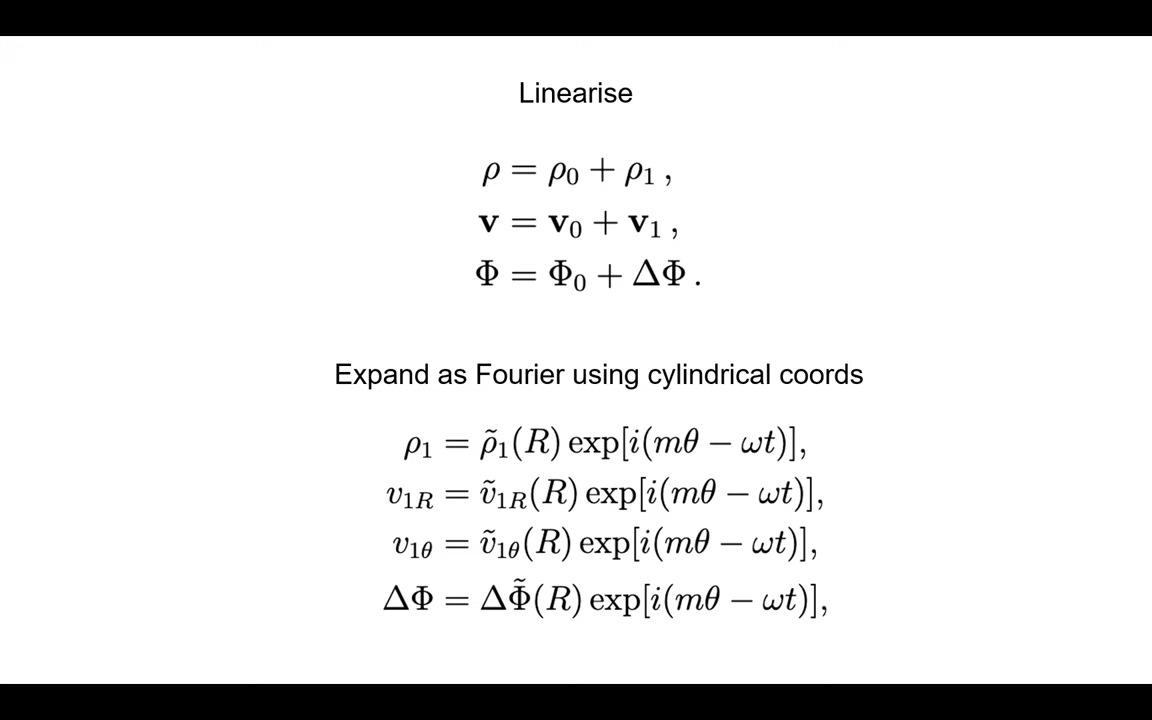 Linearise
ρ = ρ₀ + ρ₁ ,
𝐯 = 𝐯₀ + 𝐯₁ ,
Φ = Φ₀ + ΔΦ .
Expand as Fourier using cylindrical coords
ρ₁ = ρ̃₁(R) exp[i(mθ − ωt)],
v₁R = ṽ₁R(R) exp[i(mθ − ωt)],
v₁θ = ṽ₁θ(R) exp[i(mθ − ωt)],
ΔΦ = ΔΦ̃(R) exp[i(mθ − ωt)],